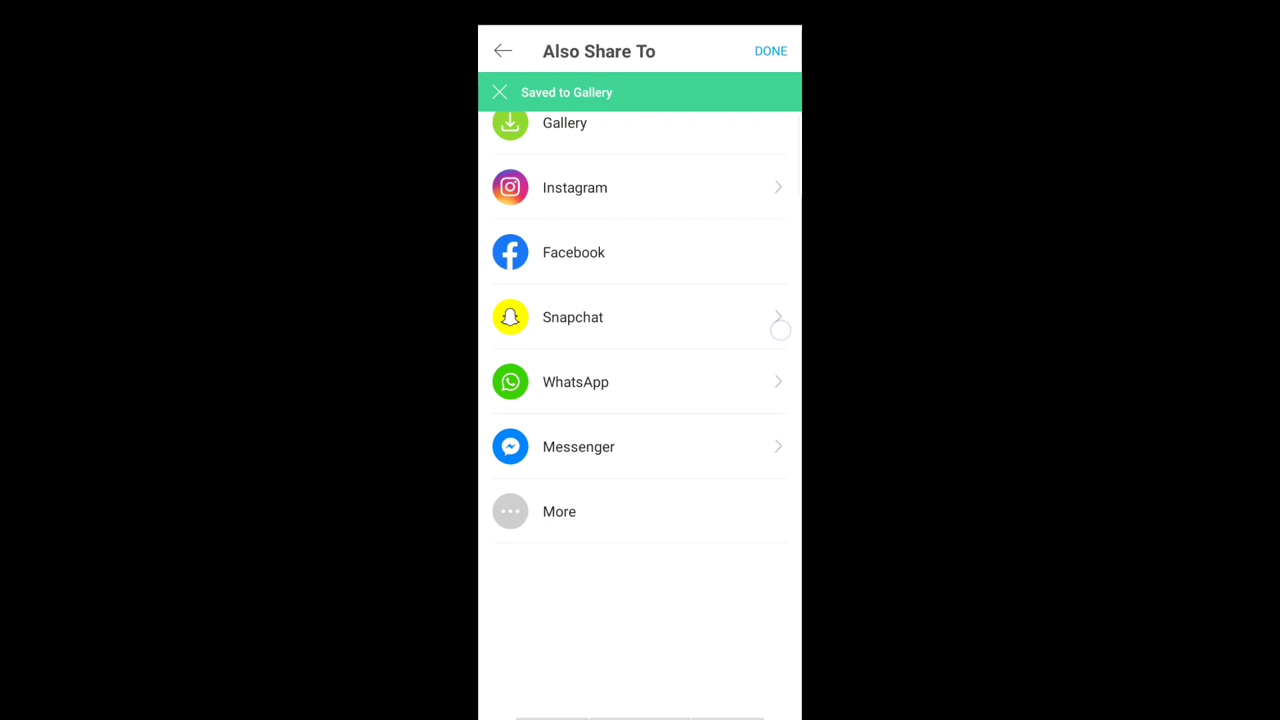 Also Share To
DONE
Saved to Gallery
Gallery
Instagram
Facebook
Snapchat
WhatsApp
Messenger
More